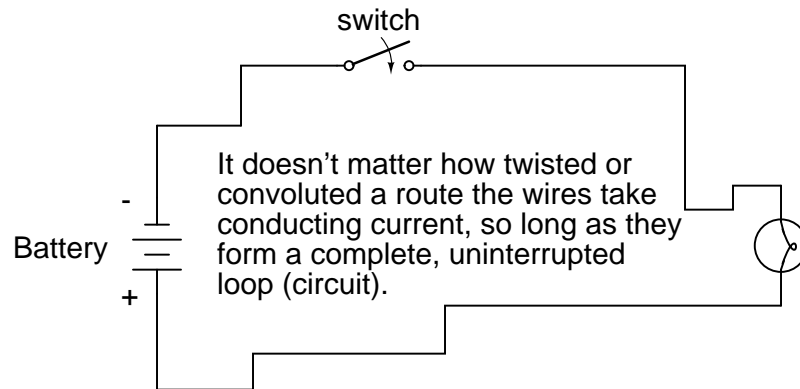 switch
It doesn’t matter how twisted or
convoluted a route the wires take
conducting current, so long as they
form a complete, uninterrupted
loop (circuit).
-
Battery
+